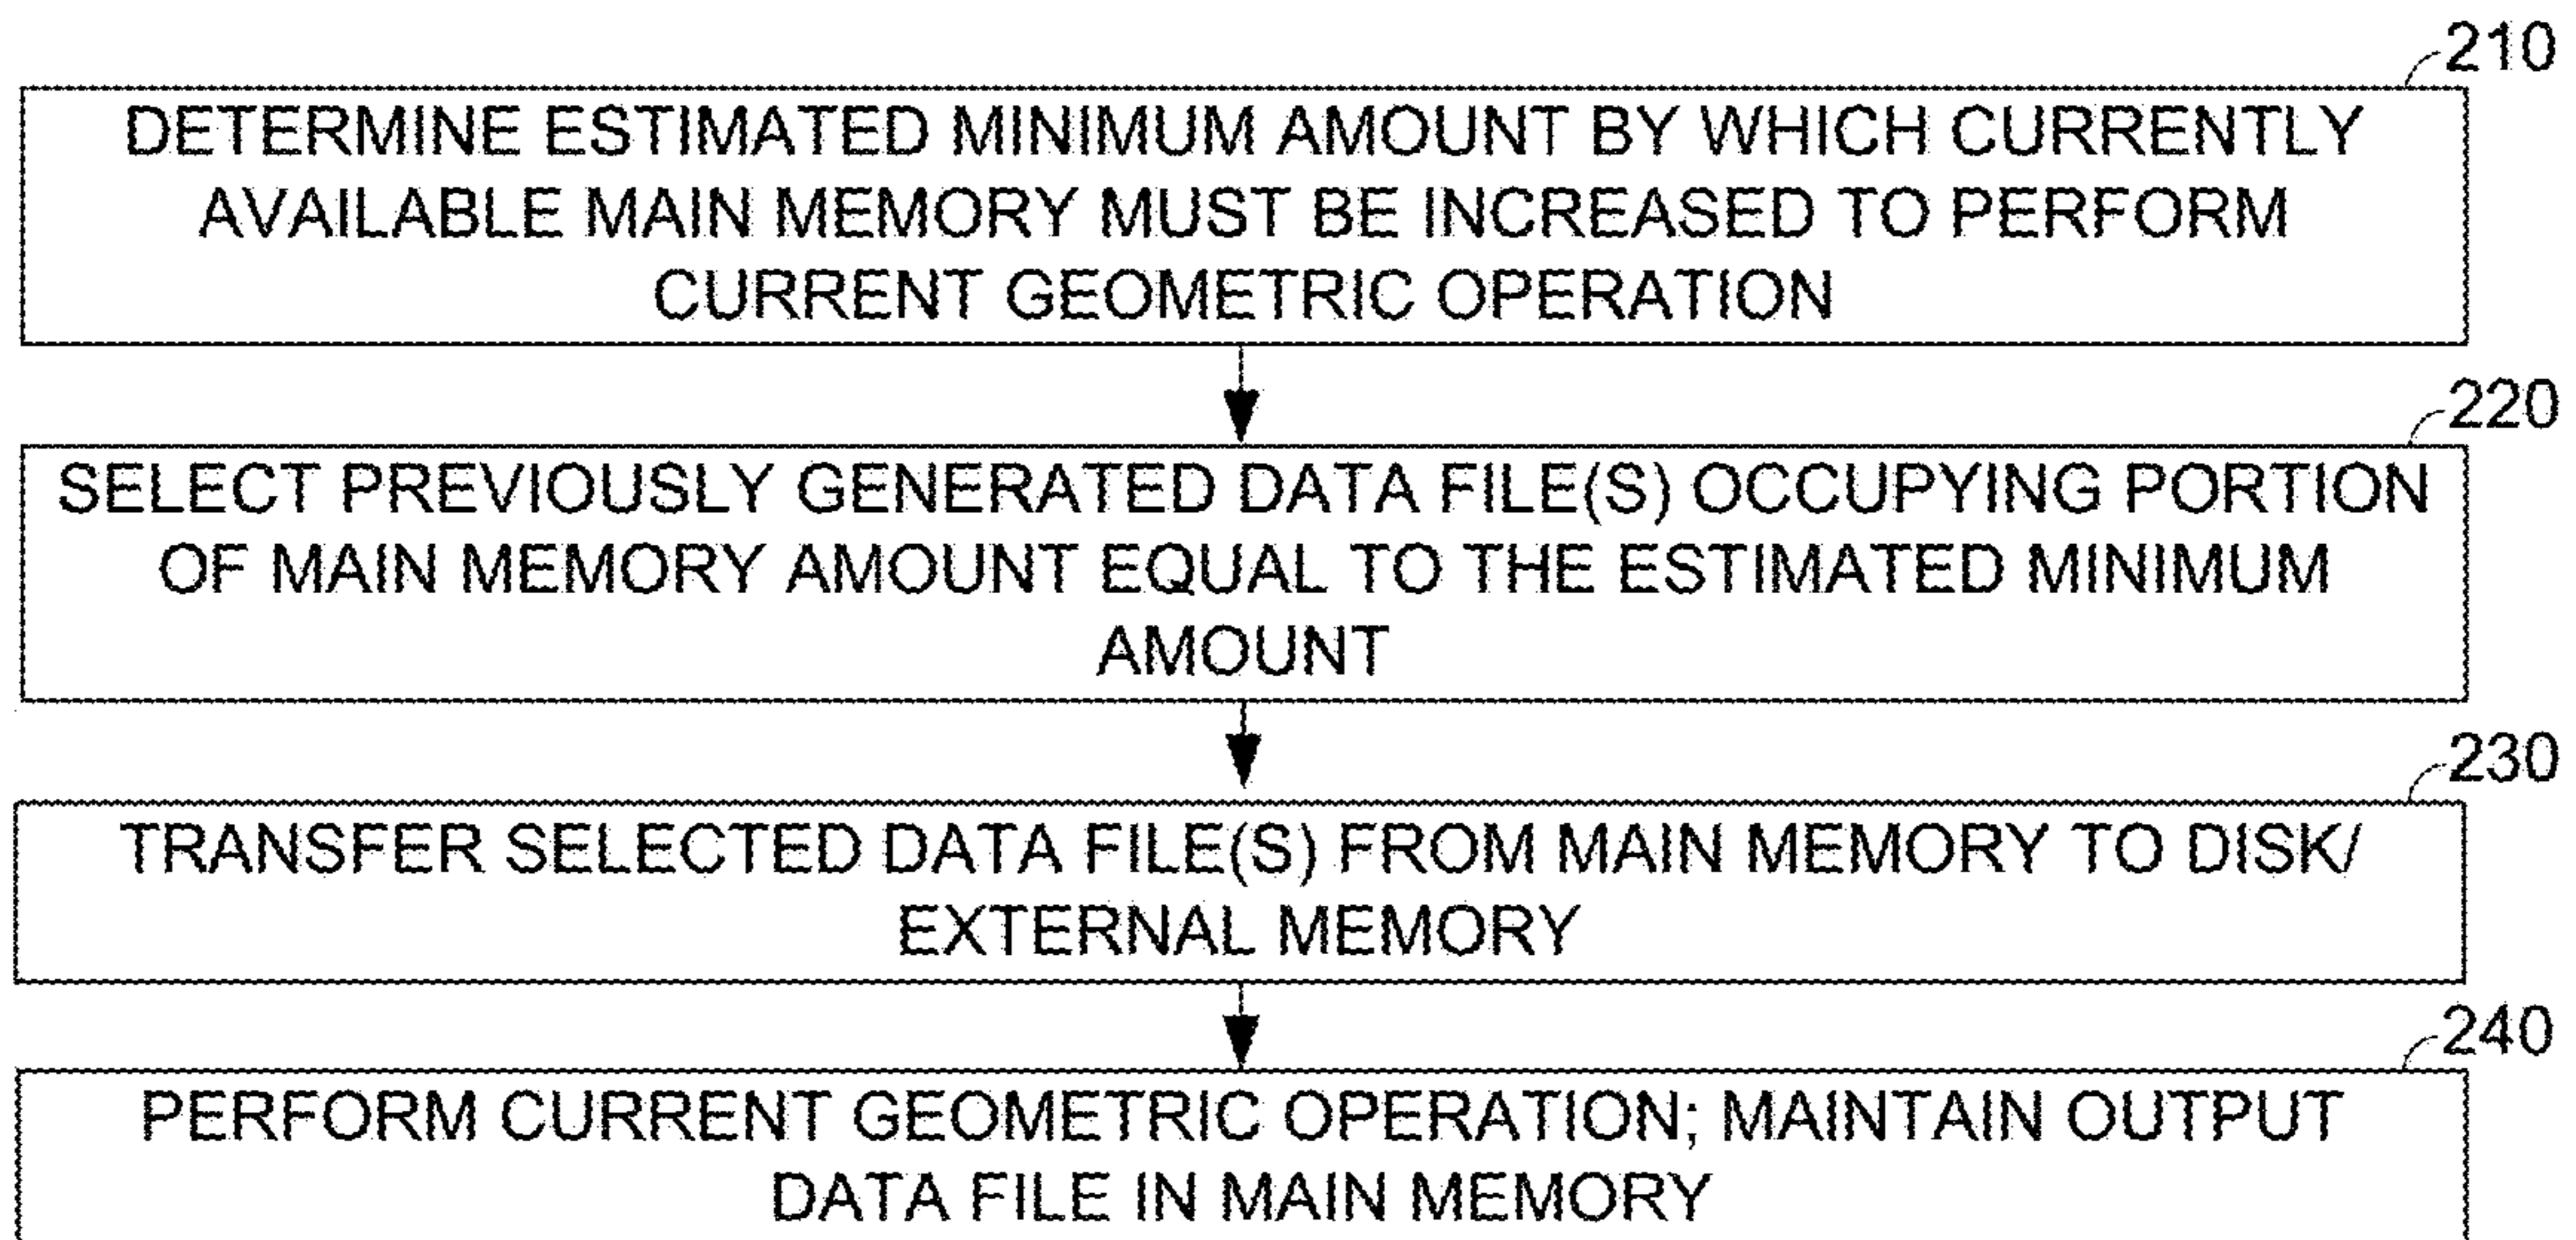 210
DETERMINE ESTIMATED MINIMUM AMOUNT BY WHICH CURRENTLY
AVAILABLE MAIN MEMORY MUST BE INCREASED TO PERFORM
CURRENT GEOMETRIC OPERATION
220
SELECT PREVIOUSLY GENERATED DATA FILE(S) OCCUPYING PORTION
OF MAIN MEMORY AMOUNT EQUAL TO THE ESTIMATED MINIMUM
AMOUNT
230
TRANSFER SELECTED DATA FILE(S) FROM MAIN MEMORY TO DISK/
EXTERNAL MEMORY
240
PERFORM CURRENT GEOMETRIC OPERATION; MAINTAIN OUTPUT
DATA FILE IN MAIN MEMORY